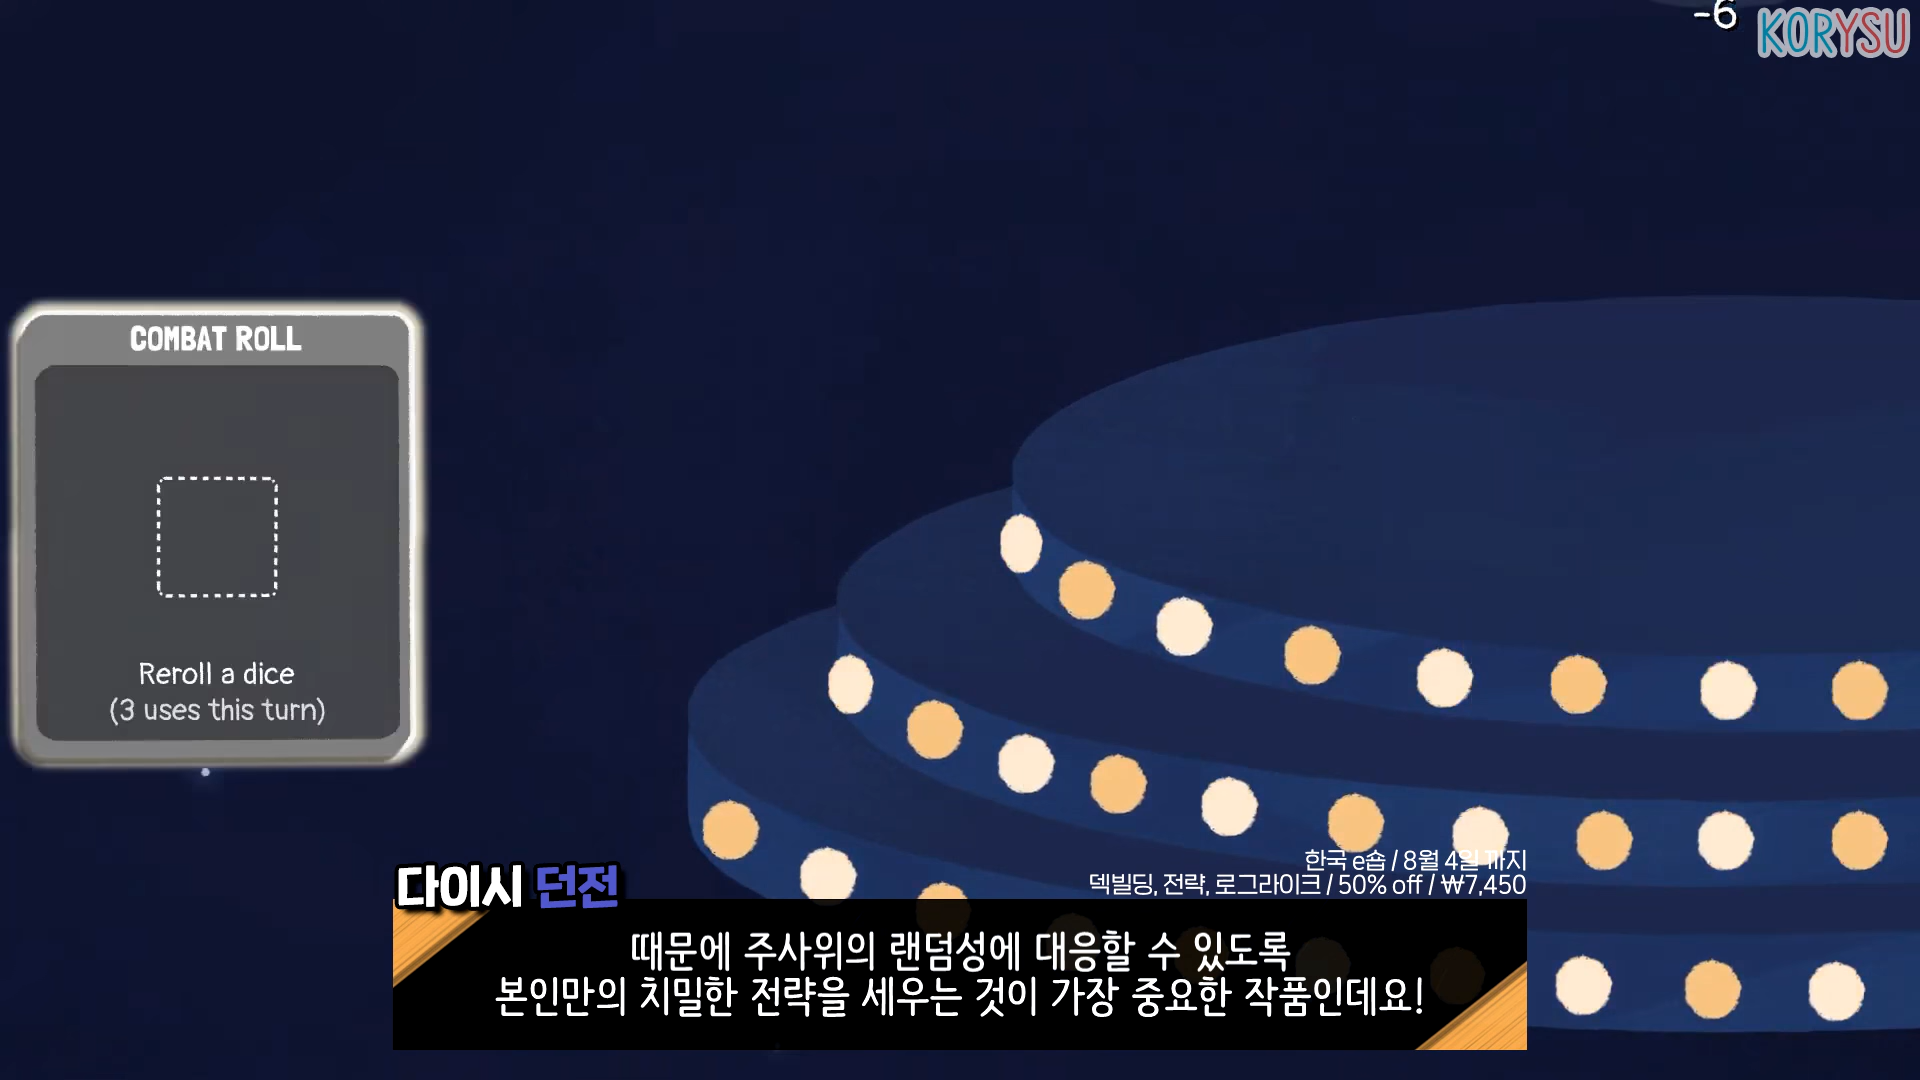 -6
KORYSU
COMBAT ROLL
Reroll a dice
(3 uses this turn)
한국 e숍 / 8월 4일 까지
덱빌딩, 전략, 로그라이크 / 50% off / ₩7,450
다이시 던전
때문에 주사위의 랜덤성에 대응할 수 있도록
본인만의 치밀한 전략을 세우는 것이 가장 중요한 작품인데요!